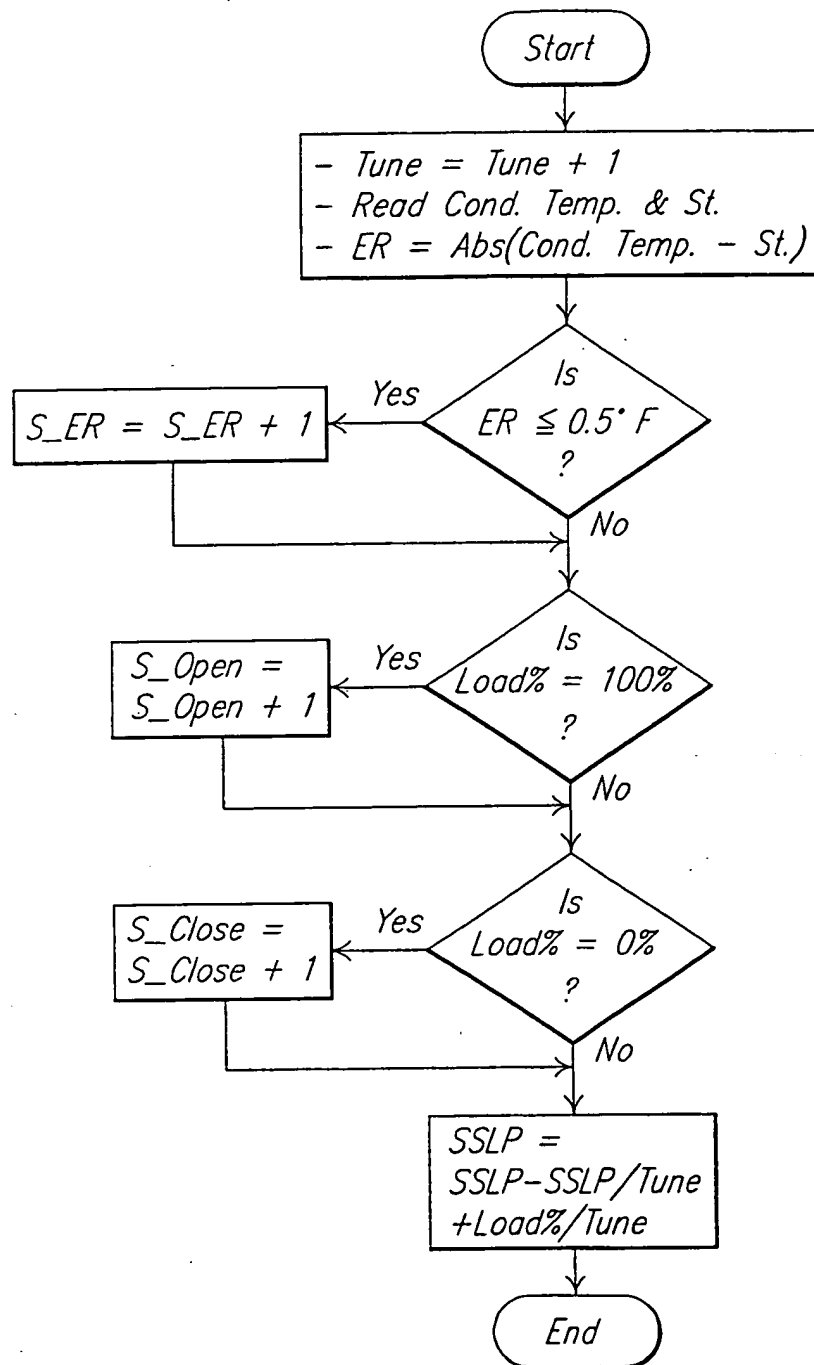 Start
- Tune = Tune + 1
- Read Cond. Temp. & St.
- ER = Abs(Cond. Temp. - St.)
Is
ER ≦ 0.5° F
?
Yes
S_ER = S_ER + 1
No
Is
Load% = 100%
?
Yes
S_Open =
S_Open + 1
No
Is
Load% = 0%
?
Yes
S_Close =
S_Close + 1
No
SSLP =
SSLP-SSLP/Tune
+Load%/Tune
End